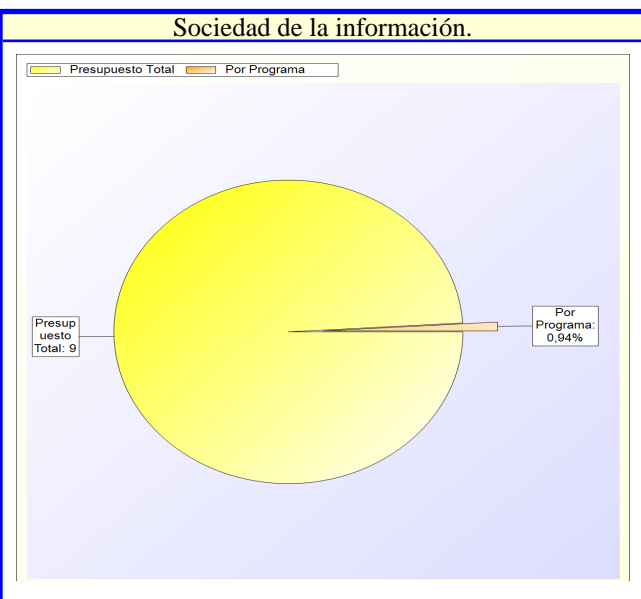 Sociedad de la información.
Presupuesto Total
Por Programa
Presup
uesto
Total: 9
Por
Programa:
0,94%